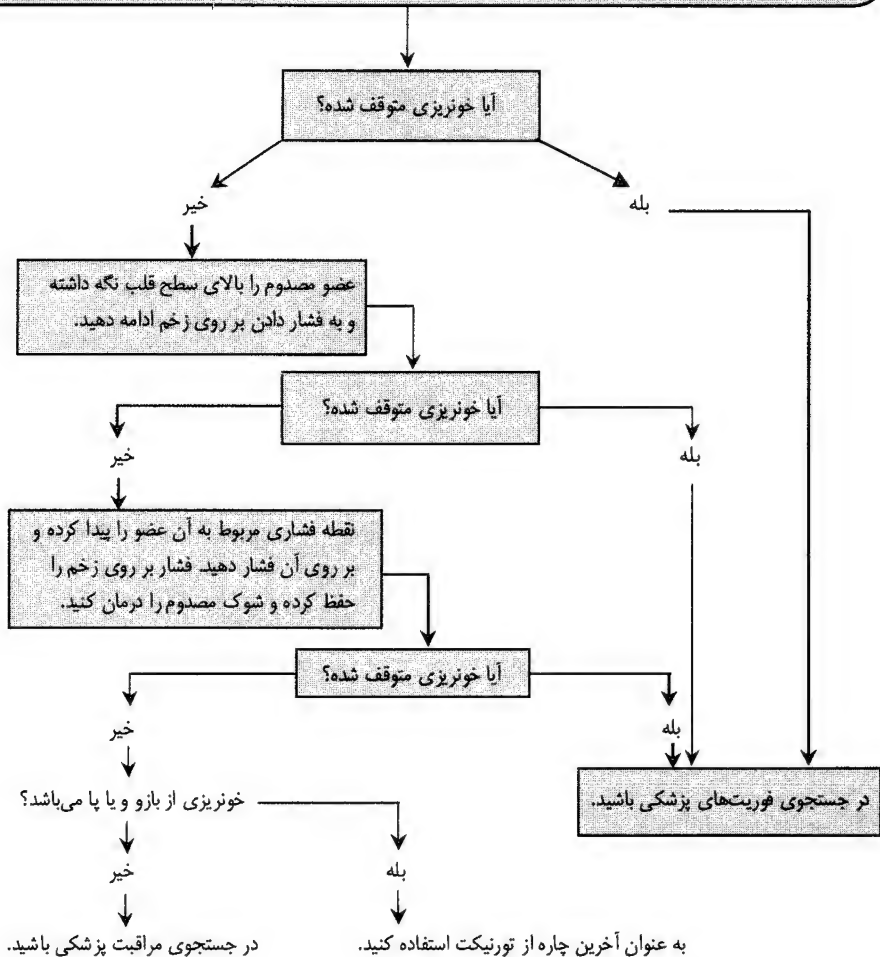 آیا خونریزی متوقف شده؟
بله
خیر
عضو مصدوم را بالای سطح قلب نگه داشته
و به فشار دادن بر روی زخم ادامه دهید.
آیا خونریزی متوقف شده؟
بله
خیر
نقطه فشاری مربوط به آن عضو را پیدا کرده و
بر روی آن فشار دهید. فشار بر روی زخم را
حفظ کرده و شوک مصدوم را درمان کنید.
آیا خونریزی متوقف شده؟
بله
خیر
در جستجوی فوریت‌های پزشکی باشید.
خونریزی از بازو و یا پا می‌باشد؟
بله
خیر
به عنوان آخرین چاره از تورنیکت استفاده کنید.
در جستجوی مراقبت پزشکی باشید.